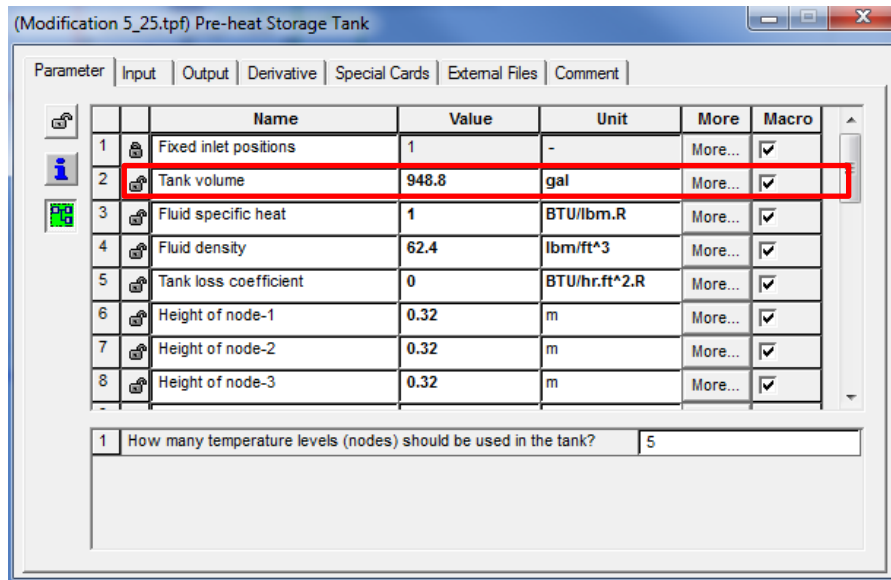 (Modification 5_25.tpf) Pre-heat Storage Tank
Parameter Input Output Derivative Special Cards External Files Comment
Name Value Unit More Macro
1 Fixed inlet positions 1 - More...
2 Tank volume 948.8 gal More...
3 Fluid specific heat 1 BTU/lbm.R More...
4 Fluid density 62.4 lbm/ft^3 More...
5 Tank loss coefficient 0 BTU/hr.ft^2.R More...
6 Height of node-1 0.32 m More...
7 Height of node-2 0.32 m More...
8 Height of node-3 0.32 m More...
1 How many temperature levels (nodes) should be used in the tank? 5